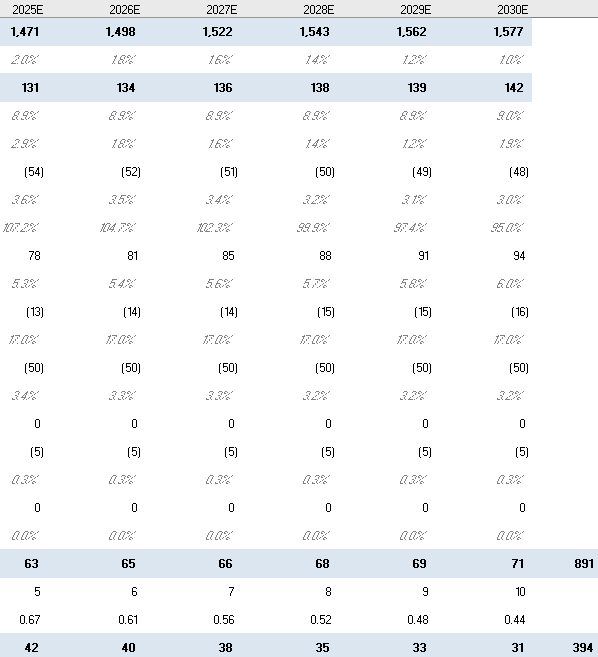 2025E 2026E 2027E 2028E 2029E 2030E
1,471 1,498 1,522 1,543 1,562 1,577
2.0% 1.8% 1.6% 1.4% 1.2% 1.0%
131 134 136 138 139 142
8.9% 8.9% 8.9% 8.9% 8.9% 9.0%
2.9% 1.8% 1.6% 1.4% 1.2% 1.9%
(54) (52) (51) (50) (49) (48)
3.6% 3.5% 3.4% 3.2% 3.1% 3.0%
107.2% 104.7% 102.3% 99.9% 97.4% 95.0%
78 81 85 88 91 94
5.3% 5.4% 5.6% 5.7% 5.8% 6.0%
(13) (14) (14) (15) (15) (16)
17.0% 17.0% 17.0% 17.0% 17.0% 17.0%
(50) (50) (50) (50) (50) (50)
3.4% 3.3% 3.3% 3.2% 3.2% 3.2%
0 0 0 0 0 0
(5) (5) (5) (5) (5) (5)
0.3% 0.3% 0.3% 0.3% 0.3% 0.3%
0 0 0 0 0 0
0.0% 0.0% 0.0% 0.0% 0.0% 0.0%
63 65 66 68 69 71 891
5 6 7 8 9 10
0.67 0.61 0.56 0.52 0.48 0.44
42 40 38 35 33 31 394